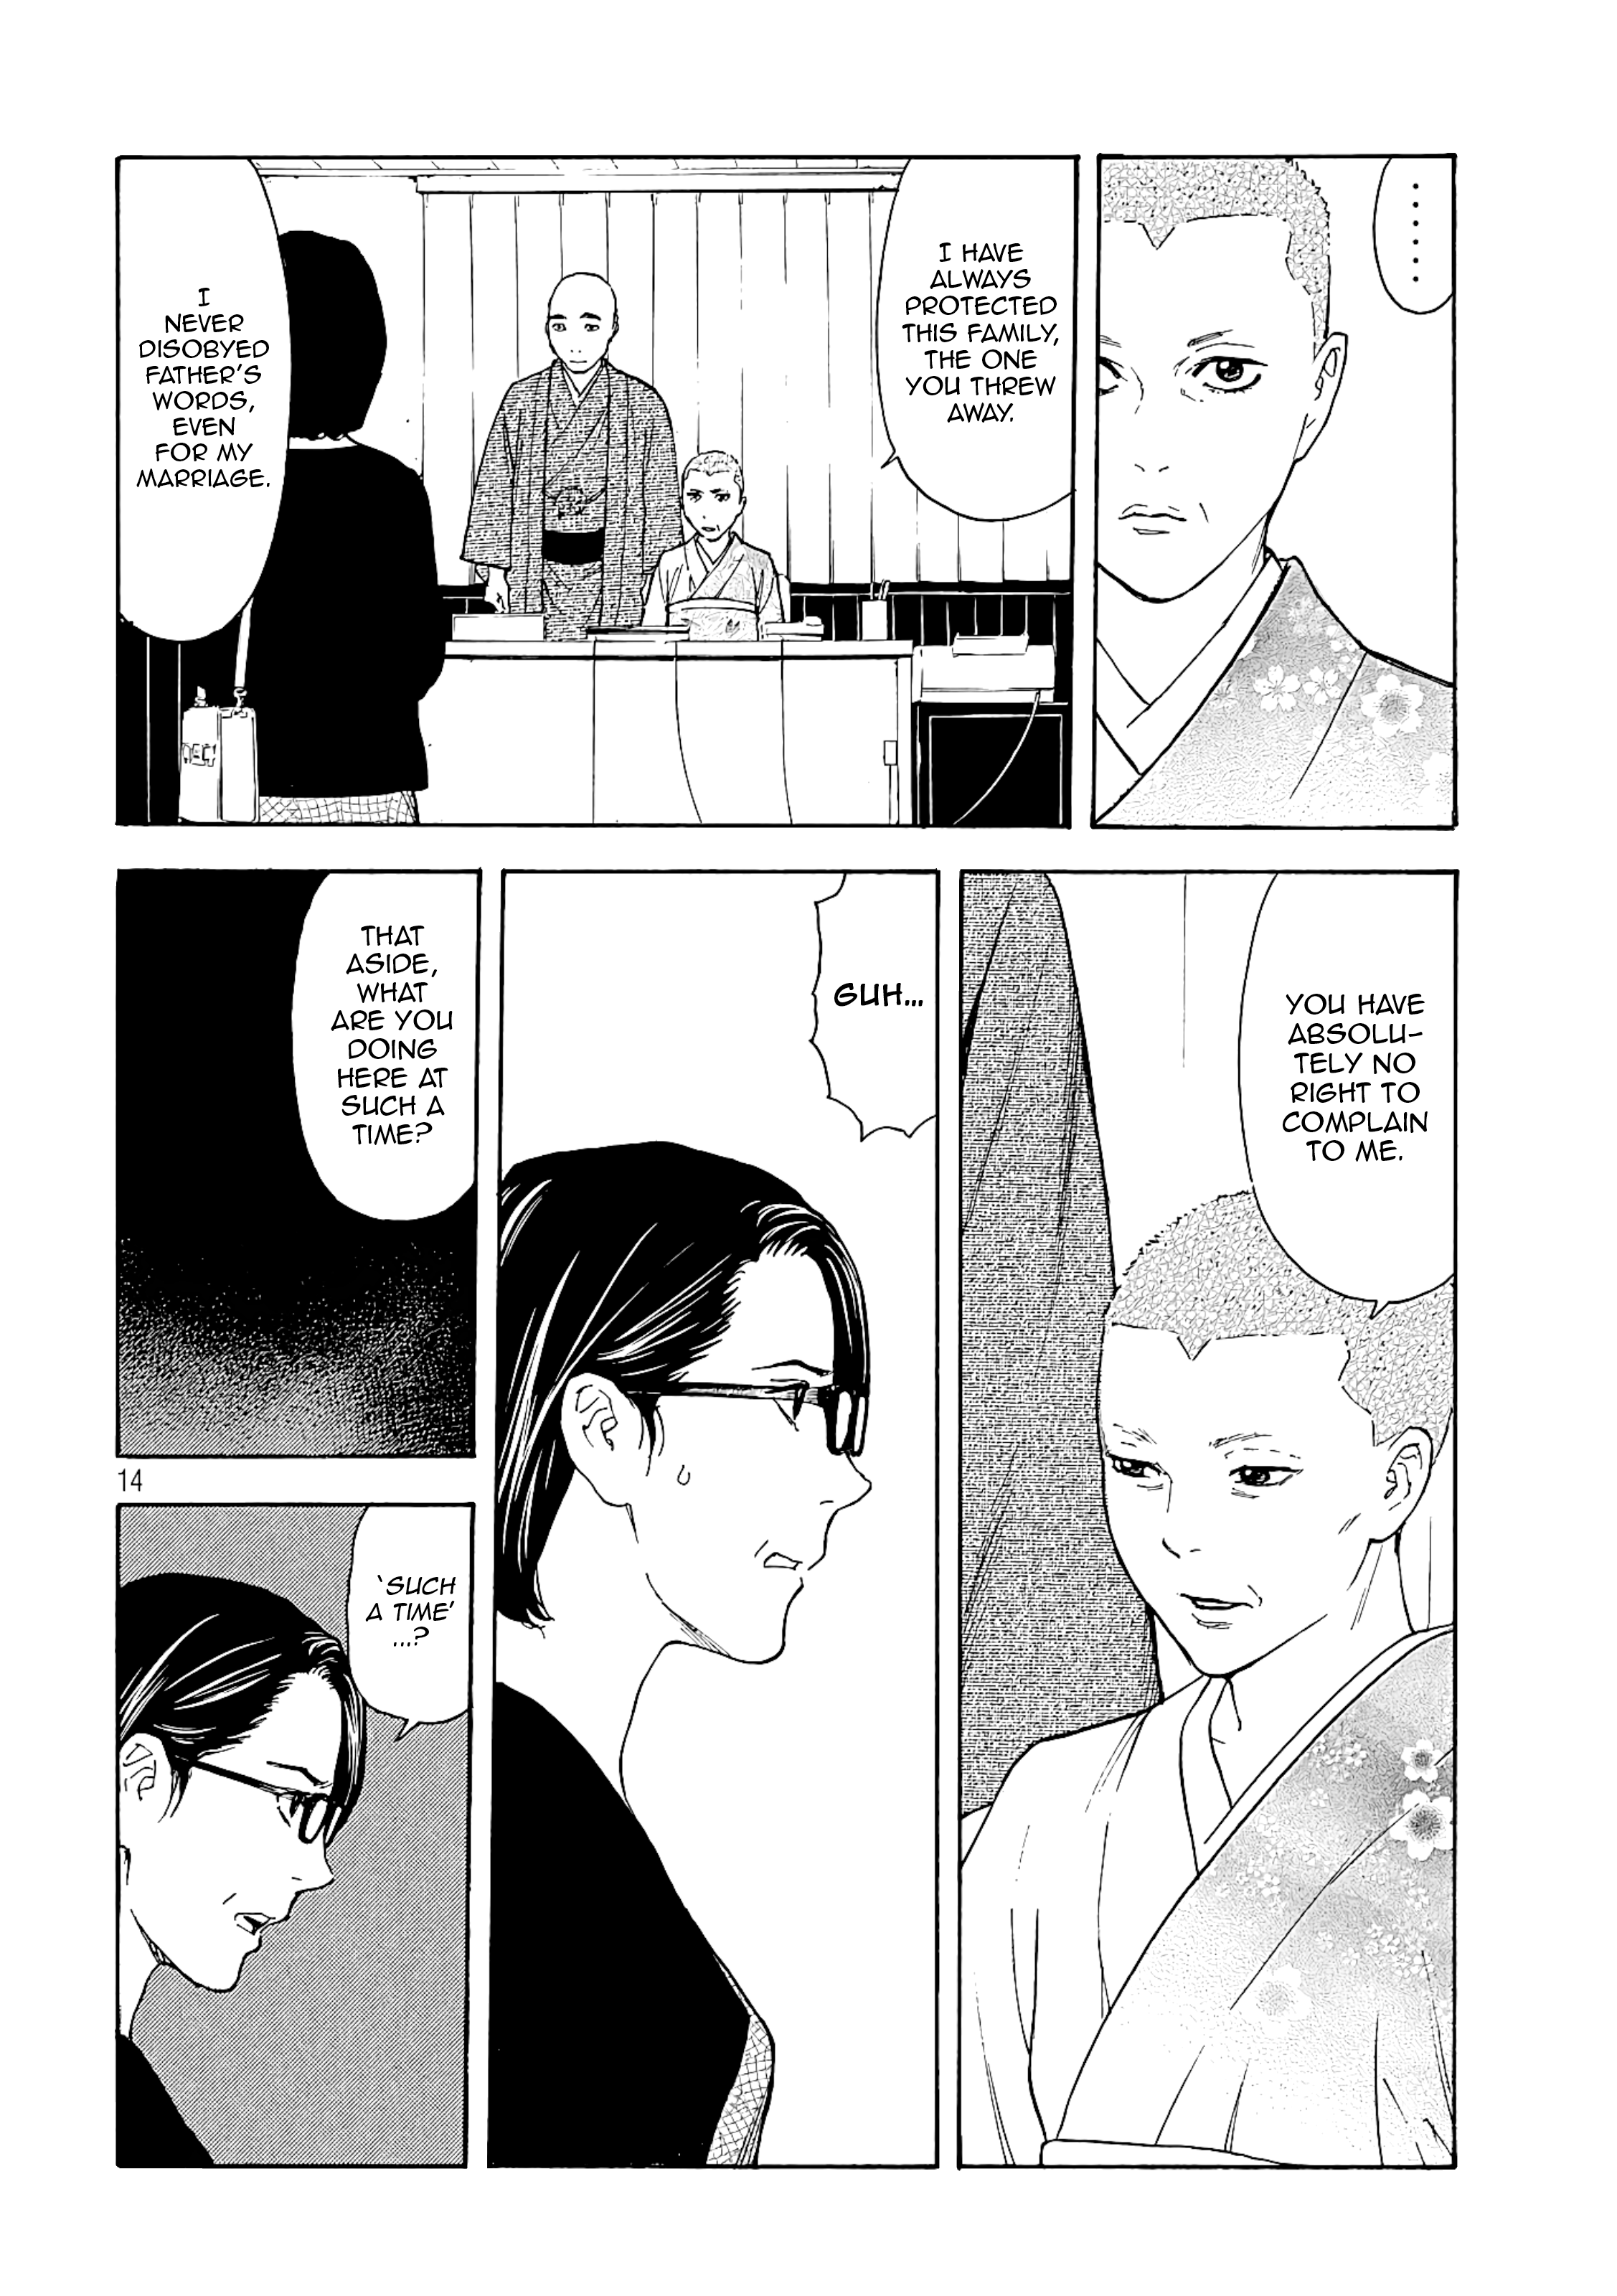 ......
I HAVE
ALWAYS
PROTECTED
THIS FAMILY,
THE ONE
YOU THREW
AWAY.
I
NEVER
DISOBYED
FATHER'S
WORDS,
EVEN
FOR MY
MARRIAGE.
YOU HAVE
ABSOLU-
TELY NO
RIGHT TO
COMPLAIN
TO ME.
GUH...
THAT
ASIDE,
WHAT
ARE YOU
DOING
HERE AT
SUCH A
TIME?
'SUCH
A TIME'
...?
14